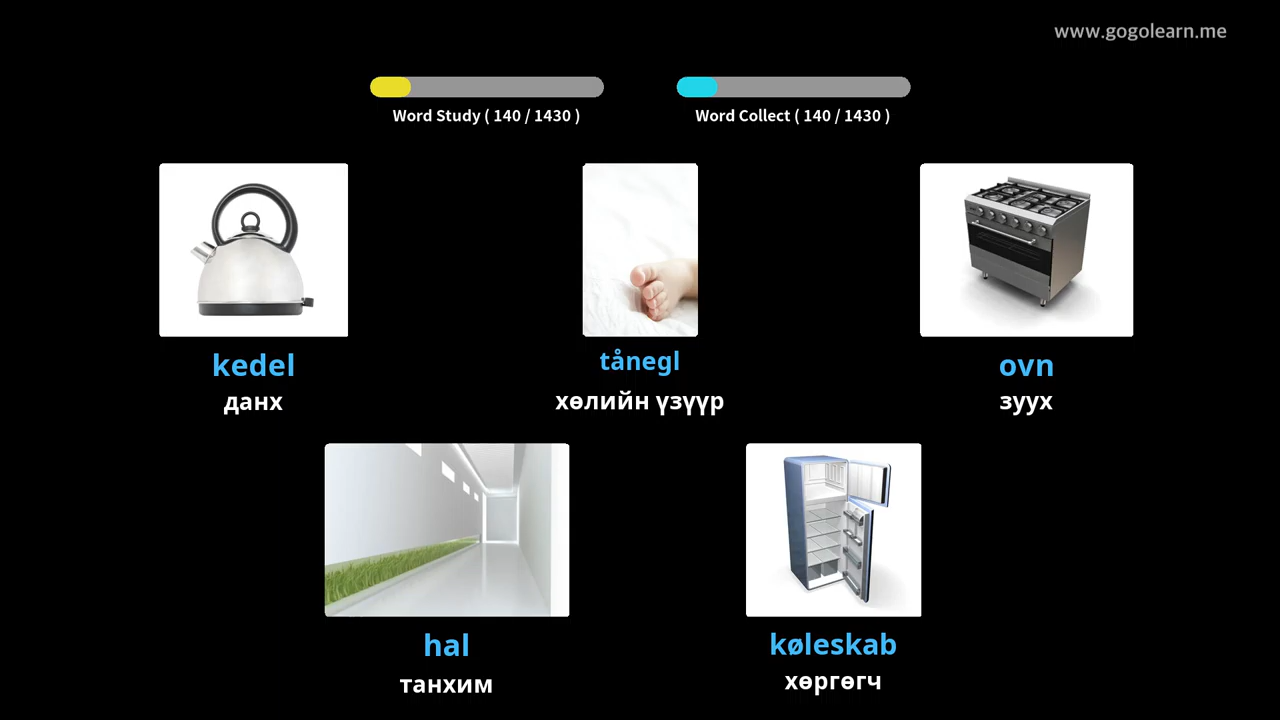 www.gogolearn.me
Word Study ( 140 / 1430 )
Word Collect ( 140 / 1430 )
kedel
данх
tånegl
хөлийн үзүүр
ovn
зуух
hal
танхим
køleskab
хөргөгч